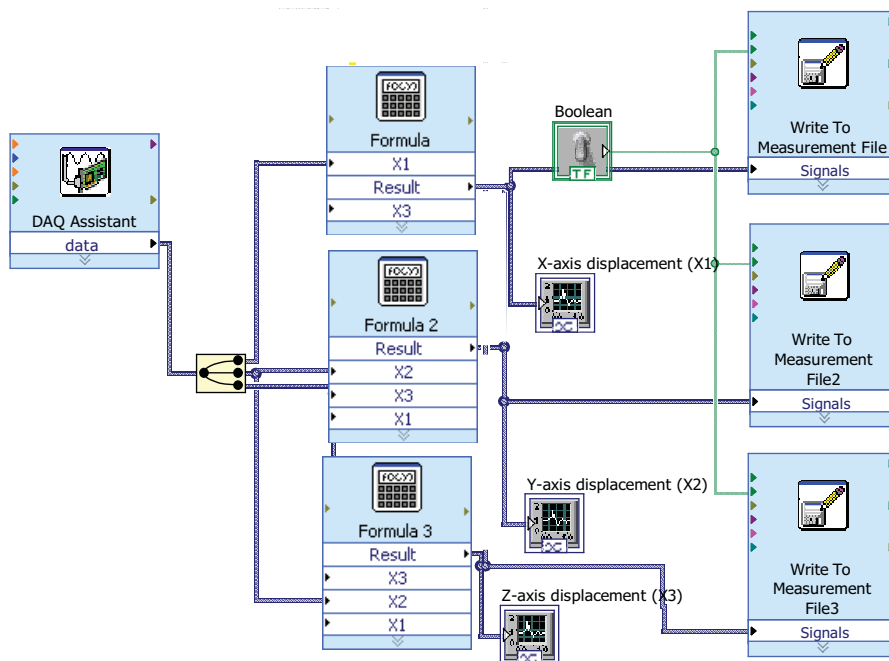 DAQ Assistant
data
f(x,y)
Formula
X1
Result
X3
f(x,y)
Formula 2
Result
X2
X3
X1
f(x,y)
Formula 3
Result
X3
X2
X1
Boolean
TF
X-axis displacement (X1)
Y-axis displacement (X2)
Z-axis displacement (X3)
Write To
Measurement File
Signals
Write To
Measurement
File2
Signals
Write To
Measurement
File3
Signals